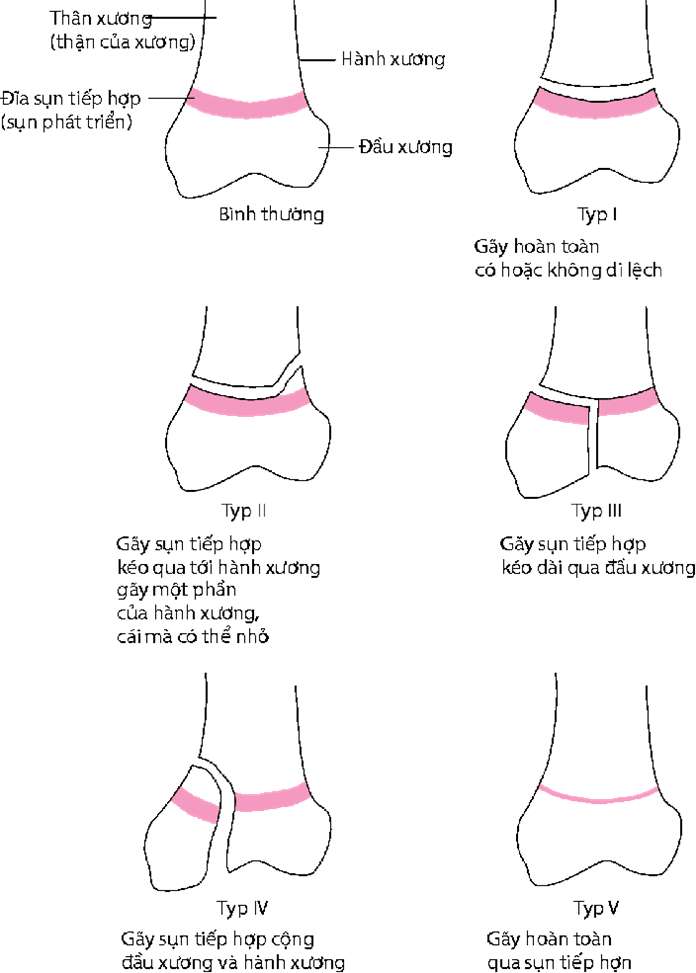 Thân xương
(thận của xương)
Hành xương
Đĩa sụn tiếp hợp
(sụn phát triển)
Đầu xương
Bình thường
Typ I
Gãy hoàn toàn
có hoặc không di lệch
Typ II
Gãy sụn tiếp hợp
kéo qua tới hành xương
gãy một phần
của hành xương,
cái mà có thể nhỏ
Typ III
Gãy sụn tiếp hợp
kéo dài qua đầu xương
Typ IV
Gãy sụn tiếp hợp cộng
đầu xương và hành xương
Typ V
Gãy hoàn toàn
qua sụn tiếp hợn